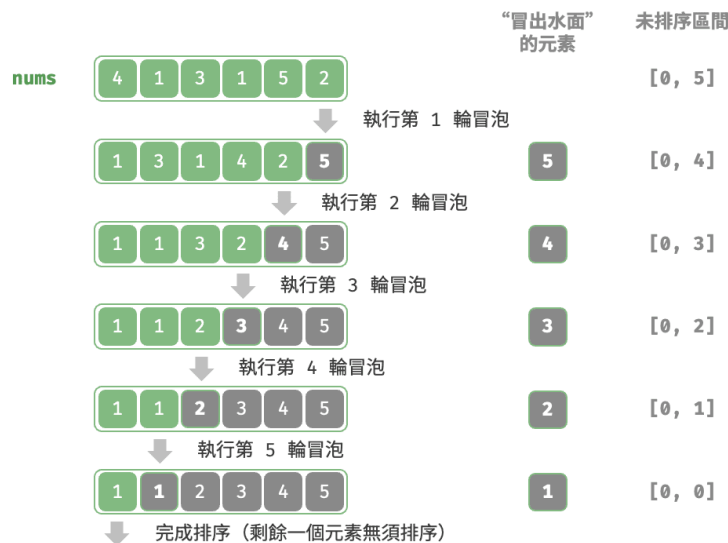 “冒出水面” 未排序區間
的元素
nums 4 1 3 1 5 2 [0, 5]
執行第 1 輪冒泡
1 3 1 4 2 5 5 [0, 4]
執行第 2 輪冒泡
1 1 3 2 4 5 4 [0, 3]
執行第 3 輪冒泡
1 1 2 3 4 5 3 [0, 2]
執行第 4 輪冒泡
1 1 2 3 4 5 2 [0, 1]
執行第 5 輪冒泡
1 1 2 3 4 5 1 [0, 0]
完成排序（剩餘一個元素無須排序）